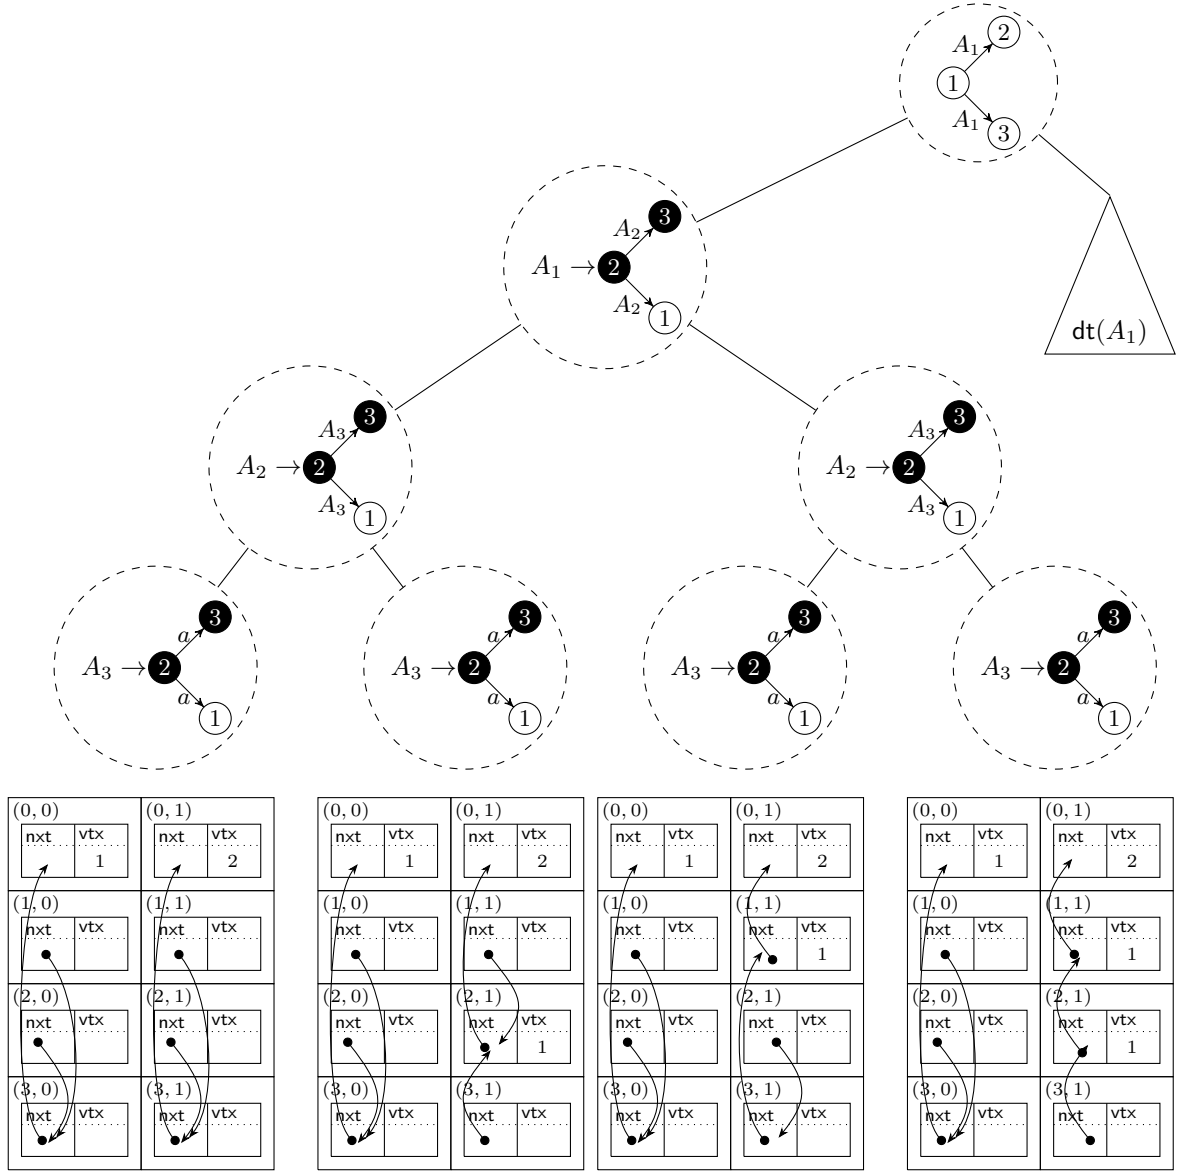 2
A₁
1
A₁
3
3
A₂
A₁ → 2
A₂
1
dt(A₁)
3 3
A₃ A₃
A₂ → 2 A₂ → 2
A₃ A₃
1 1
3 3 3 3
a a a a
A₃ → 2 A₃ → 2 A₃ → 2 A₃ → 2
a a a a
1 1 1 1
(0, 0) (0, 1) (0, 0) (0, 1) (0, 0) (0, 1) (0, 0) (0, 1)
nxt vtx nxt vtx nxt vtx nxt vtx nxt vtx nxt vtx nxt vtx nxt vtx
1 2 1 2 1 2 1 2
(1, 0) (1, 1) (1, 0) (1, 1) (1, 0) (1, 1) (1, 0) (1, 1)
nxt vtx nxt vtx nxt vtx nxt vtx nxt vtx nxt vtx nxt vtx nxt vtx
1 1
(2, 0) (2, 1) (2, 0) (2, 1) (2, 0) (2, 1) (2, 0) (2, 1)
nxt vtx nxt vtx nxt vtx nxt vtx nxt vtx nxt vtx nxt vtx nxt vtx
1 1
(3, 0) (3, 1) (3, 0) (3, 1) (3, 0) (3, 1) (3, 0) (3, 1)
nxt vtx nxt vtx nxt vtx nxt vtx nxt vtx nxt vtx nxt vtx nxt vtx